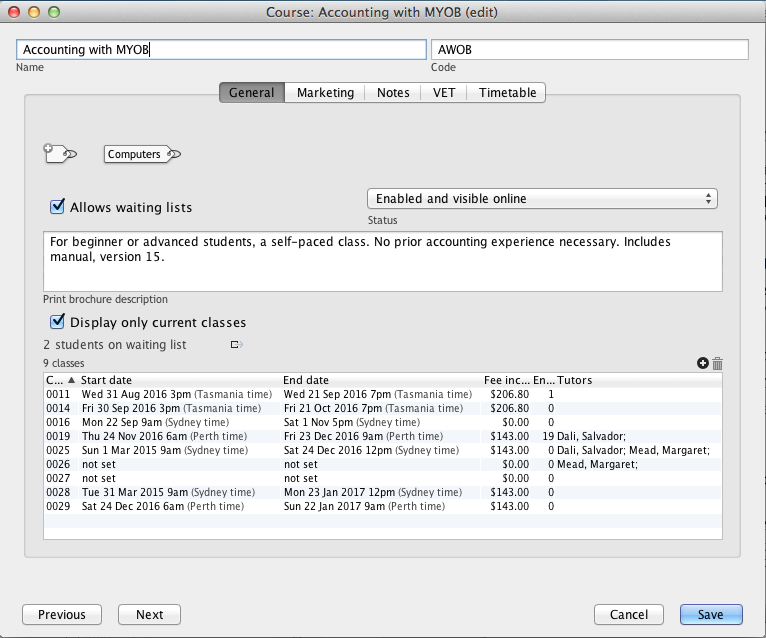 Course: Accounting with MYOB (edit)
Accounting with MYOB AWOB
Name Code
General Marketing Notes VET Timetable
Computers
Allows waiting lists Enabled and visible online
Status
For beginner or advanced students, a self-paced class. No prior accounting experience necessary. Includes
manual, version 15.
Print brochure description
Display only current classes
2 students on waiting list
9 classes
C... Start date End date Fee inc... En... Tutors
0011 Wed 31 Aug 2016 3pm (Tasmania time) Wed 21 Sep 2016 7pm (Tasmania time) $206.80 1
0014 Fri 30 Sep 2016 3pm (Tasmania time) Fri 21 Oct 2016 7pm (Tasmania time) $206.80 0
0016 Mon 22 Sep 9am (Sydney time) Sat 1 Nov 5pm (Sydney time) $0.00 0
0019 Thu 24 Nov 2016 6am (Perth time) Fri 23 Dec 2016 9am (Perth time) $143.00 19 Dali, Salvador;
0025 Sun 1 Mar 2015 9am (Sydney time) Sat 24 Dec 2016 12pm (Sydney time) $143.00 0 Dali, Salvador; Mead, Margaret;
0026 not set not set $0.00 0 Mead, Margaret;
0027 not set not set $0.00 0
0028 Tue 31 Mar 2015 9am (Sydney time) Mon 23 Jan 2017 12pm (Sydney time) $143.00 0
0029 Sat 24 Dec 2016 6am (Perth time) Sun 22 Jan 2017 9am (Perth time) $143.00 0
Previous Next Cancel Save